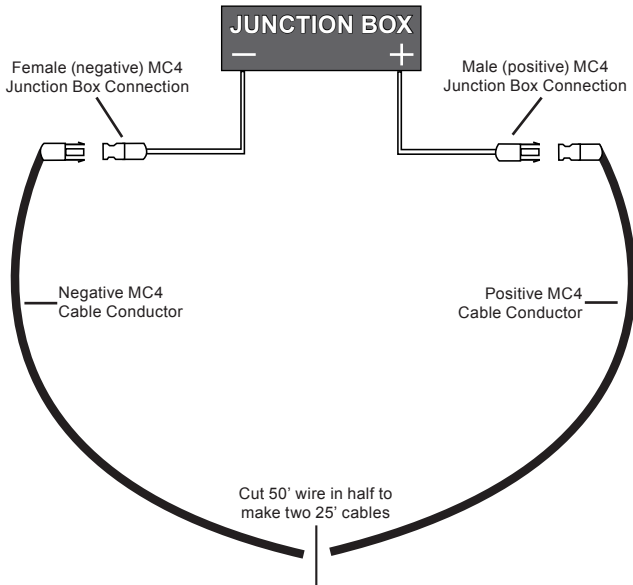 JUNCTION BOX
− +
Female (negative) MC4
Junction Box Connection
Male (positive) MC4
Junction Box Connection
Negative MC4
Cable Conductor
Positive MC4
Cable Conductor
Cut 50' wire in half to
make two 25' cables